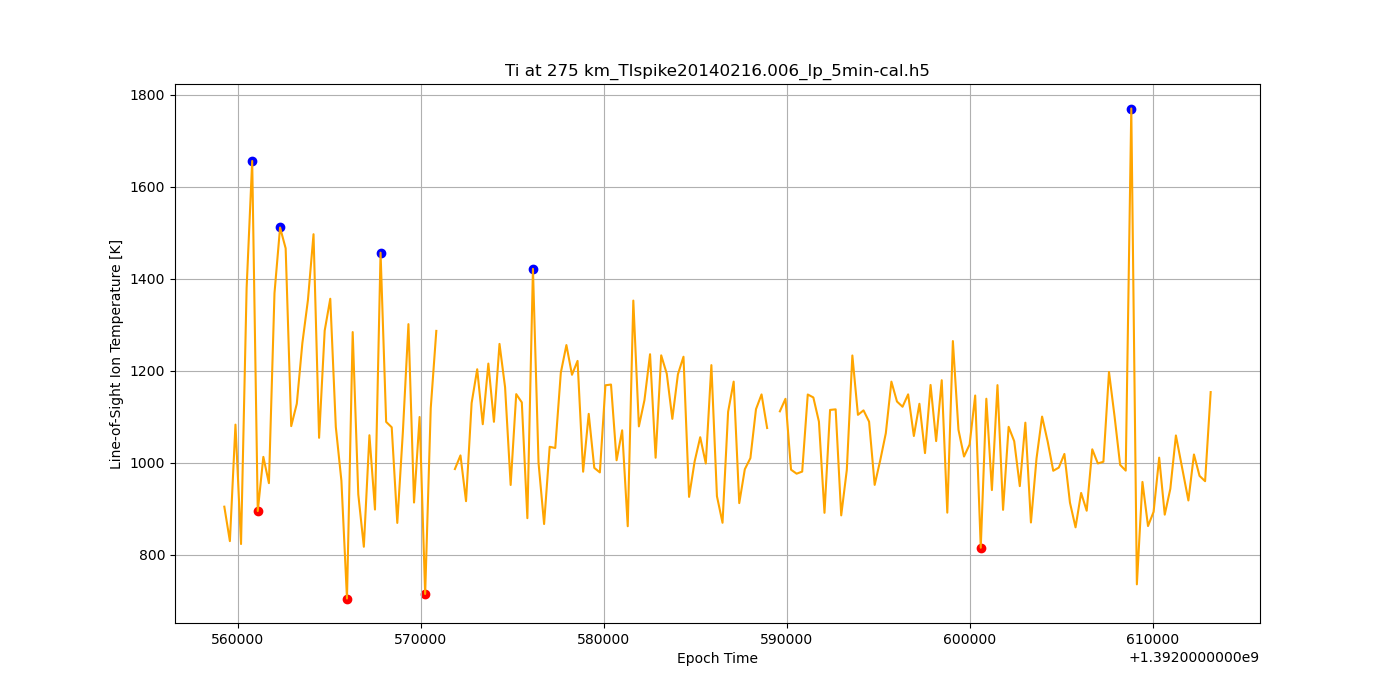 Ti at 275 km_TIspike20140216.006_lp_5min-cal.h5
Line-of-Sight Ion Temperature [K]
1800
1600
1400
1200
1000
800
560000 570000 580000 590000 600000 610000
Epoch Time
+1.3920000000e9